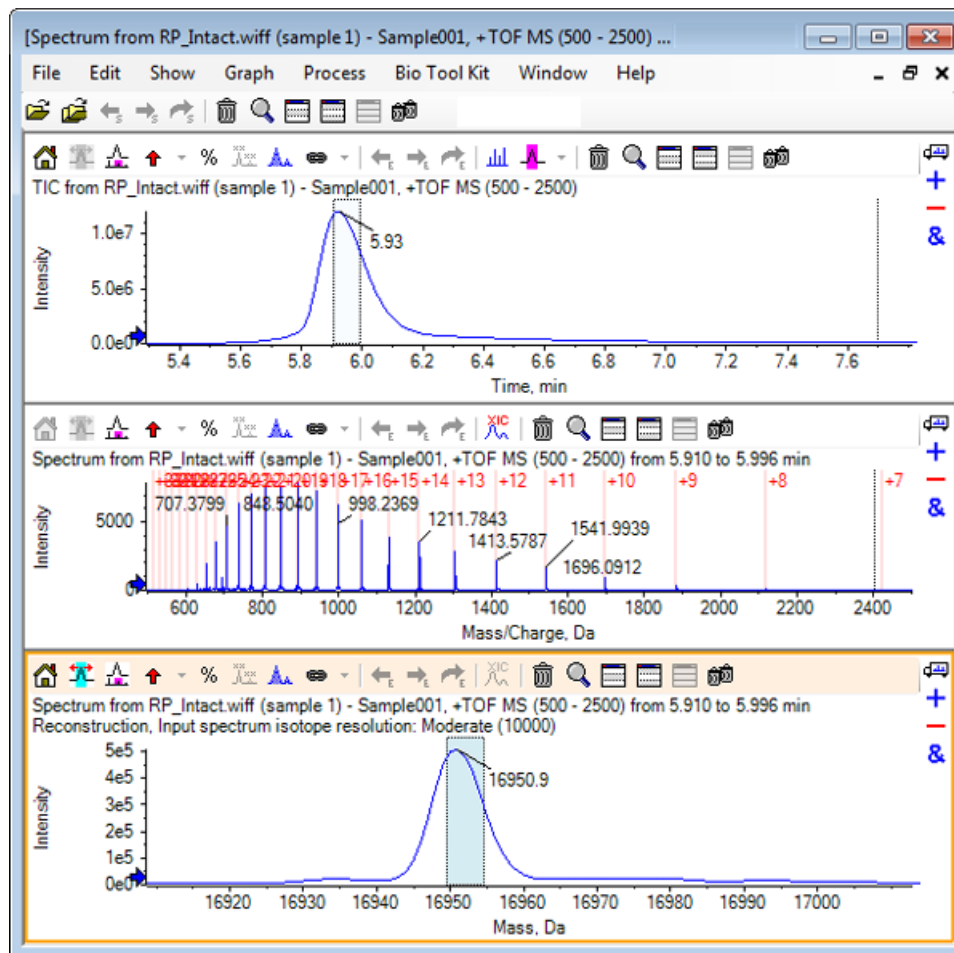 [Spectrum from RP_Intact.wiff (sample 1) - Sample001, +TOF MS (500 - 2500) ...
File Edit Show Graph Process Bio Tool Kit Window Help
TIC from RP_Intact.wiff (sample 1) - Sample001, +TOF MS (500 - 2500)
1.0e7
5.0e6
0.0e0
Intensity
5.93
5.4 5.6 5.8 6.0 6.2 6.4 6.6 6.8 7.0 7.2 7.4 7.6
Time, min
XIC
Spectrum from RP_Intact.wiff (sample 1) - Sample001, +TOF MS (500 - 2500) from 5.910 to 5.996 min
+19 +18 +17 +16 +15 +14 +13 +12 +11 +10 +9 +8 +7
707.3799 848.5040 998.2369
1211.7843
1413.5787
1541.9939
1696.0912
5000
0
Intensity
600 800 1000 1200 1400 1600 1800 2000 2200 2400
Mass/Charge, Da
XIC
Spectrum from RP_Intact.wiff (sample 1) - Sample001, +TOF MS (500 - 2500) from 5.910 to 5.996 min
Reconstruction, Input spectrum isotope resolution: Moderate (10000)
5e5
4e5
3e5
2e5
1e5
0e0
Intensity
16950.9
16920 16930 16940 16950 16960 16970 16980 16990 17000
Mass, Da